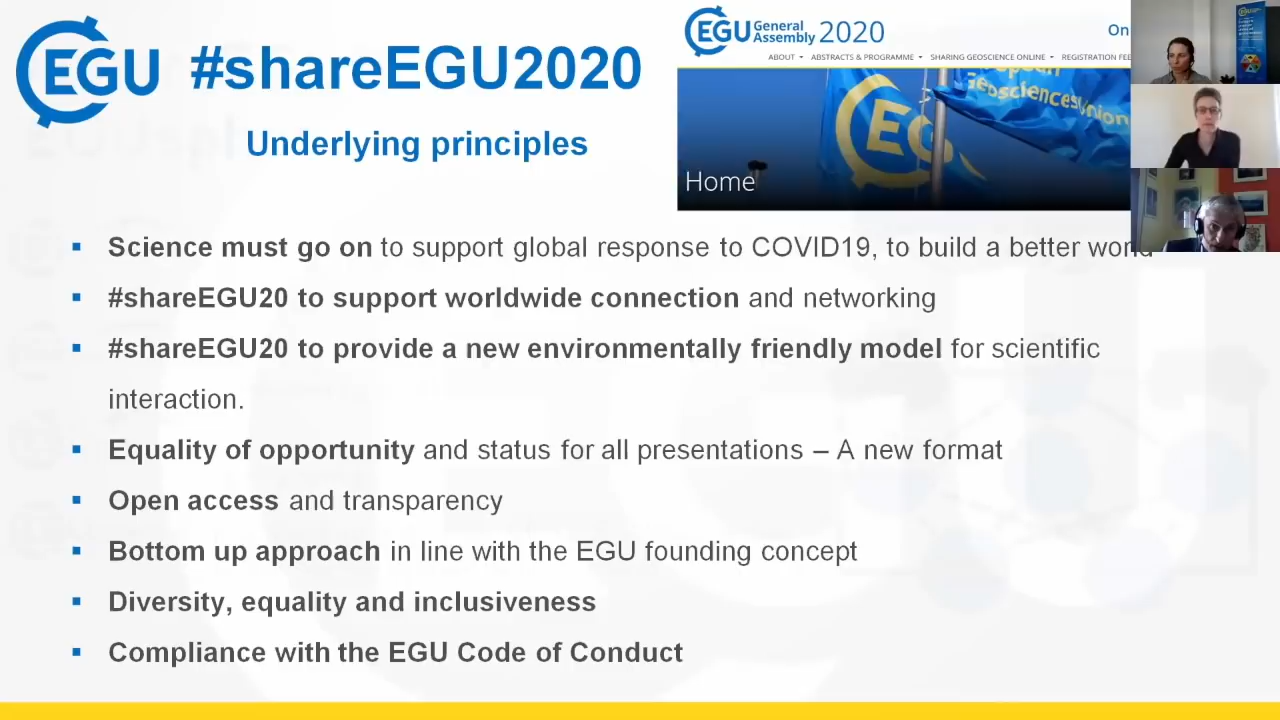 EGU
#shareEGU2020
Underlying principles
EGU General Assembly 2020
On
ABOUT ABSTRACTS & PROGRAMME SHARING GEOSCIENCE ONLINE REGISTRATION FEE
Geosciences Union
EG
Home
▪ Science must go on to support global response to COVID19, to build a better world
▪ #shareEGU20 to support worldwide connection and networking
▪ #shareEGU20 to provide a new environmentally friendly model for scientific
interaction.
▪ Equality of opportunity and status for all presentations – A new format
▪ Open access and transparency
▪ Bottom up approach in line with the EGU founding concept
▪ Diversity, equality and inclusiveness
▪ Compliance with the EGU Code of Conduct